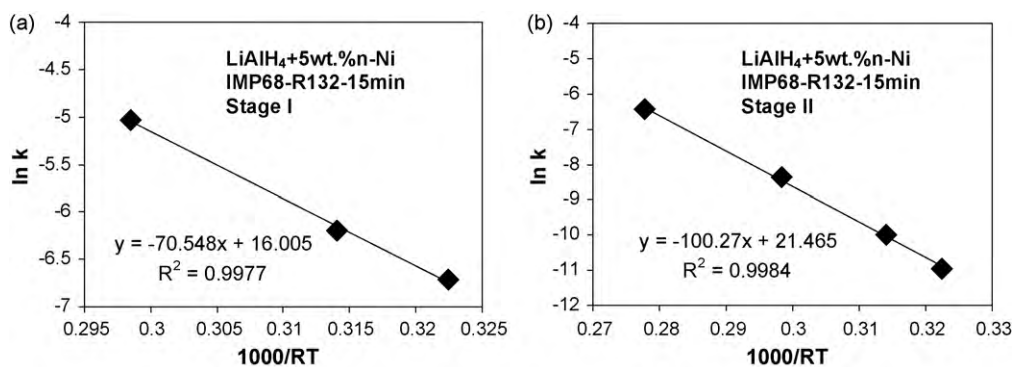 (a)
-4
-5
-5.5
-6
-6.5
-7
ln k
LiAlH₄+5wt.%n-Ni
IMP68-R132-15min
Stage I
y = -70.548x + 16.005
R² = 0.9977
0.295 0.3 0.305 0.31 0.315 0.32 0.325
1000/RT
(b)
-4
-5
-6
-7
-8
-9
-10
-11
-12
ln k
LiAlH₄+5wt.%n-Ni
IMP68-R132-15min
Stage II
y = -100.27x + 21.465
R² = 0.9984
0.27 0.28 0.29 0.3 0.31 0.32 0.33
1000/RT